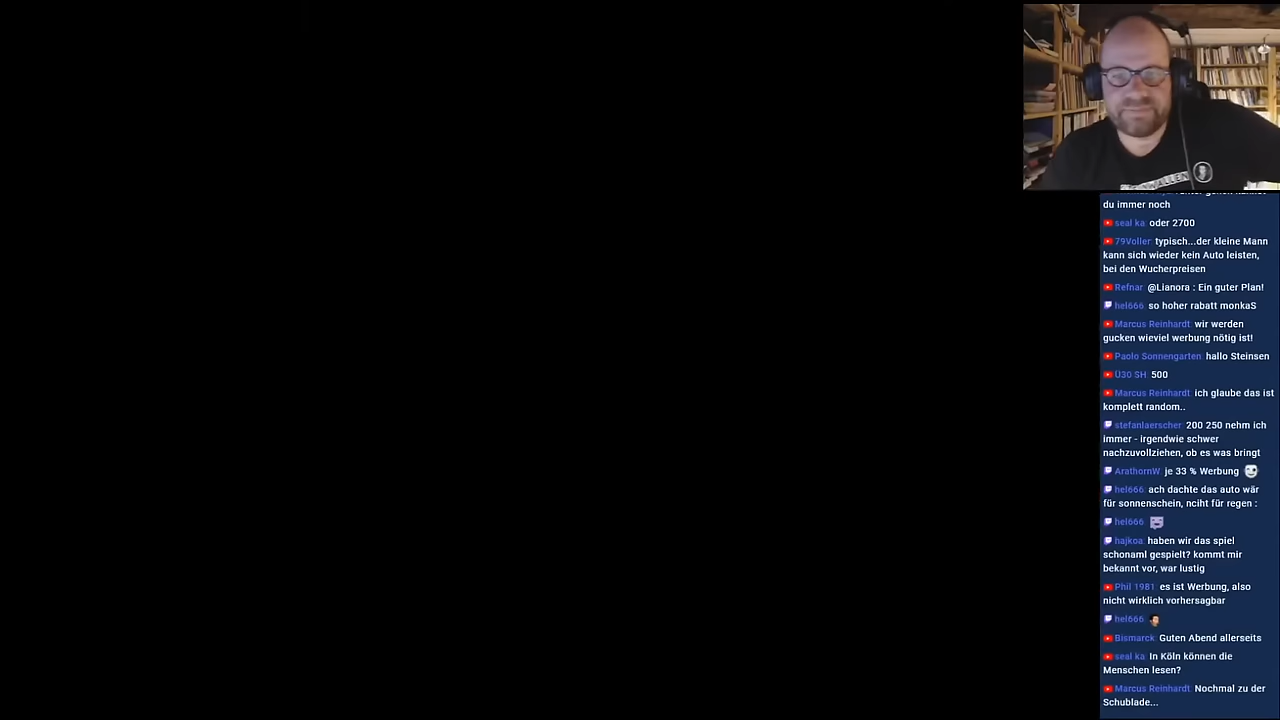 du immer noch
seal ka: oder 2700
79Voller: typisch...der kleine Mann
kann sich wieder kein Auto leisten,
bei den Wucherpreisen
Refnar: @Lianora : Ein guter Plan!
hel666: so hoher rabatt monkaS
Marcus Reinhardt: wir werden
gucken wieviel werbung nötig ist!
Paolo Sonnengarten: hallo Steinsen
Ü30 SH: 500
Marcus Reinhardt: ich glaube das ist
komplett random..
stefanlaerscher: 200 250 nehm ich
immer - irgendwie schwer
nachzuvollziehen, ob es was bringt
ArathornW: je 33 % Werbung
hel666: ach dachte das auto wär
für sonnenschein, nciht für regen :
hel666:
hajkoa: haben wir das spiel
schonaml gespielt? kommt mir
bekannt vor, war lustig
Phil 1981: es ist Werbung, also
nicht wirklich vorhersagbar
hel666:
Bismarck: Guten Abend allerseits
seal ka: In Köln können die
Menschen lesen?
Marcus Reinhardt: Nochmal zu der
Schublade...